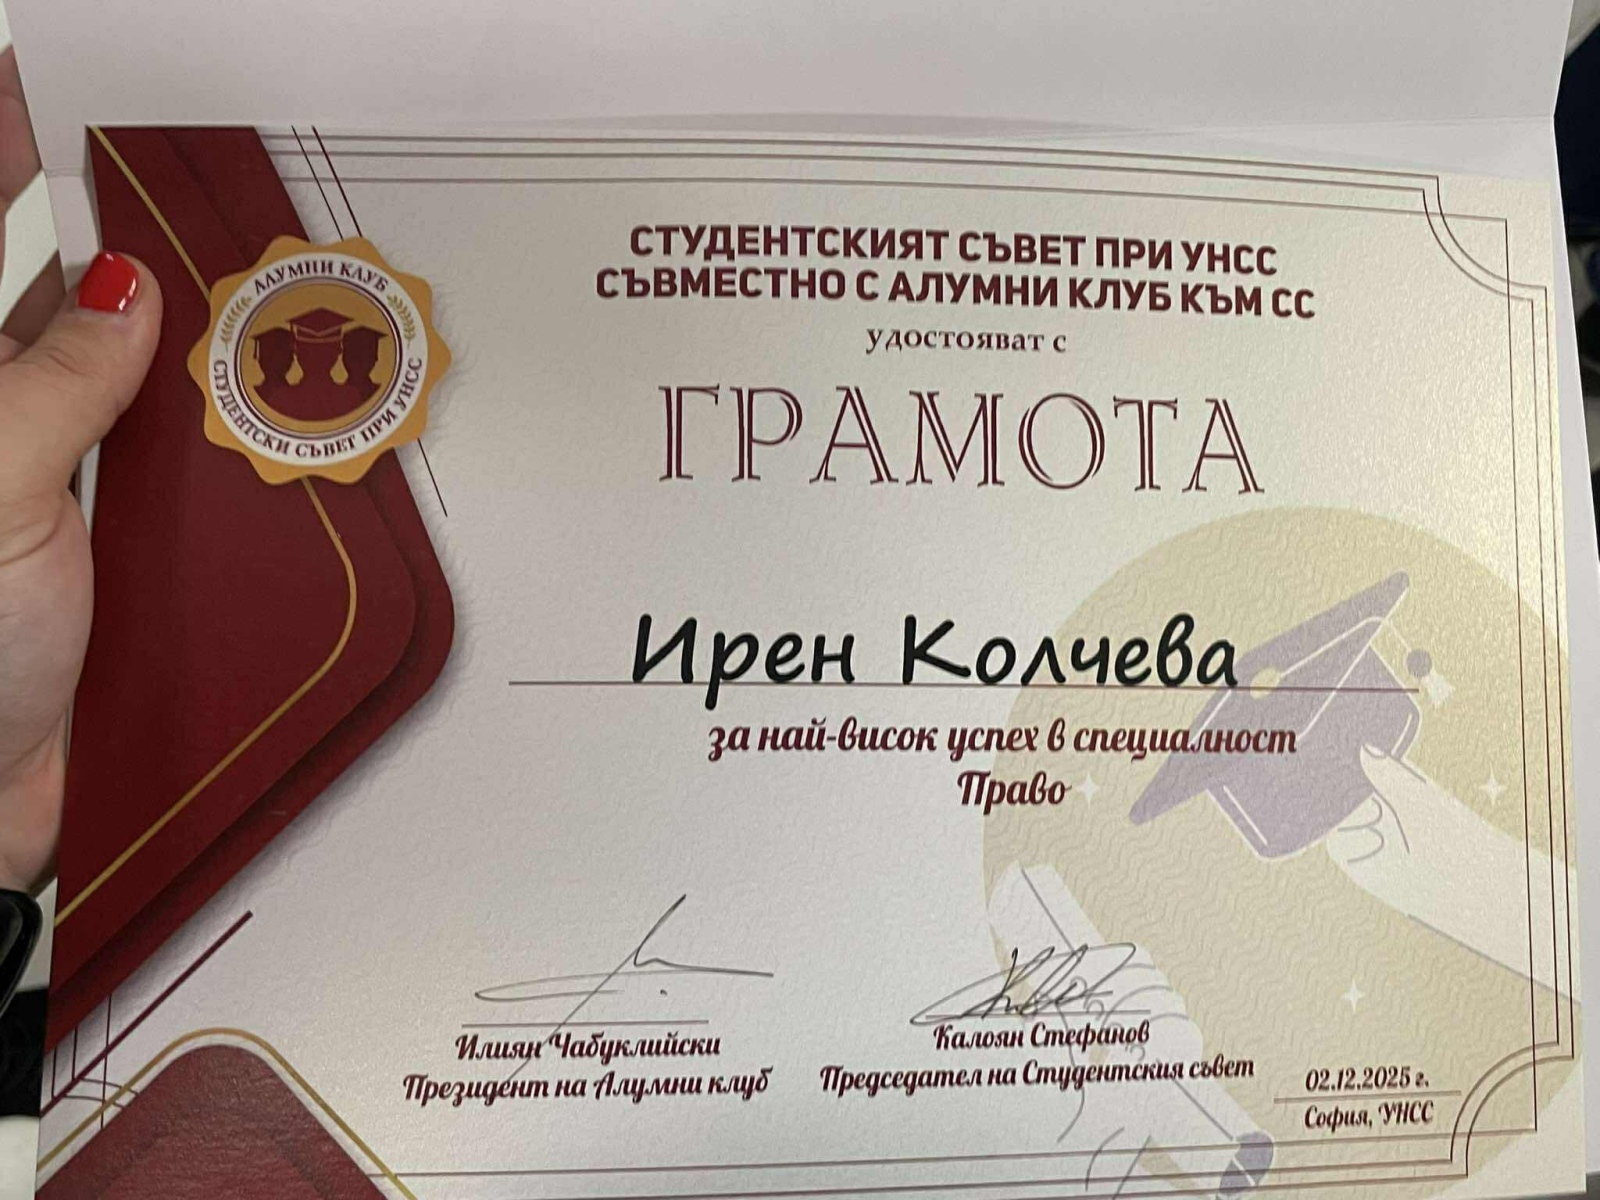 АЛУМНИ КЛУБ
СТУДЕНТСКИ СЪВЕТ ПРИ УНСС
СТУДЕНТСКИЯТ СЪВЕТ ПРИ УНСС
СЪВМЕСТНО С АЛУМНИ КЛУБ КЪМ СС
удостояват с
ГРАМОТА
Ирен Колчева
за най-висок успех в специалност
Право
Илиян Чабуклийски
Президент на Алумни клуб
Калоян Стефанов
Председател на Студентския съвет
02.12.2025 г.
София, УНСС